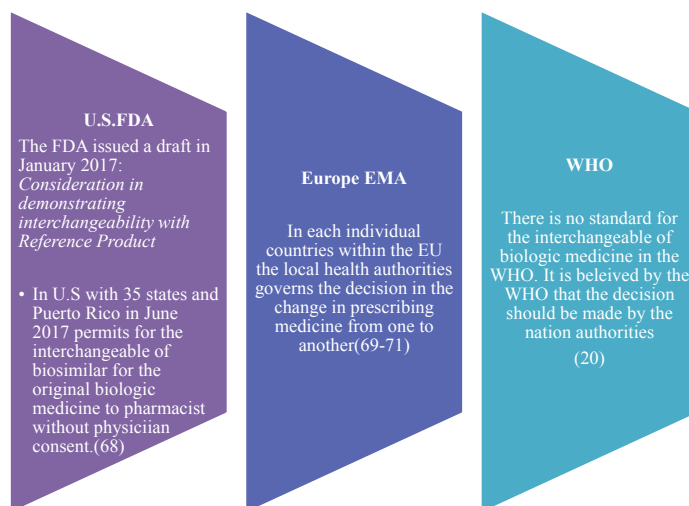 U.S.FDA
The FDA issued a draft in
January 2017:
Consideration in
demonstrating
interchangeability with
Reference Product
• In U.S with 35 states and
Puerto Rico in June
2017 permits for the
interchangeable of
biosimilar for the
original biologic
medicine to pharmacist
without physiciian
consent.(68)
Europe EMA
In each individual
countries within the EU
the local health authorities
governs the decision in the
change in prescribing
medicine from one to
another(69-71)
WHO
There is no standard for
the interchangeable of
biologic medicine in the
WHO. It is beleived by the
WHO that the decision
should be made by the
nation authorities
(20)